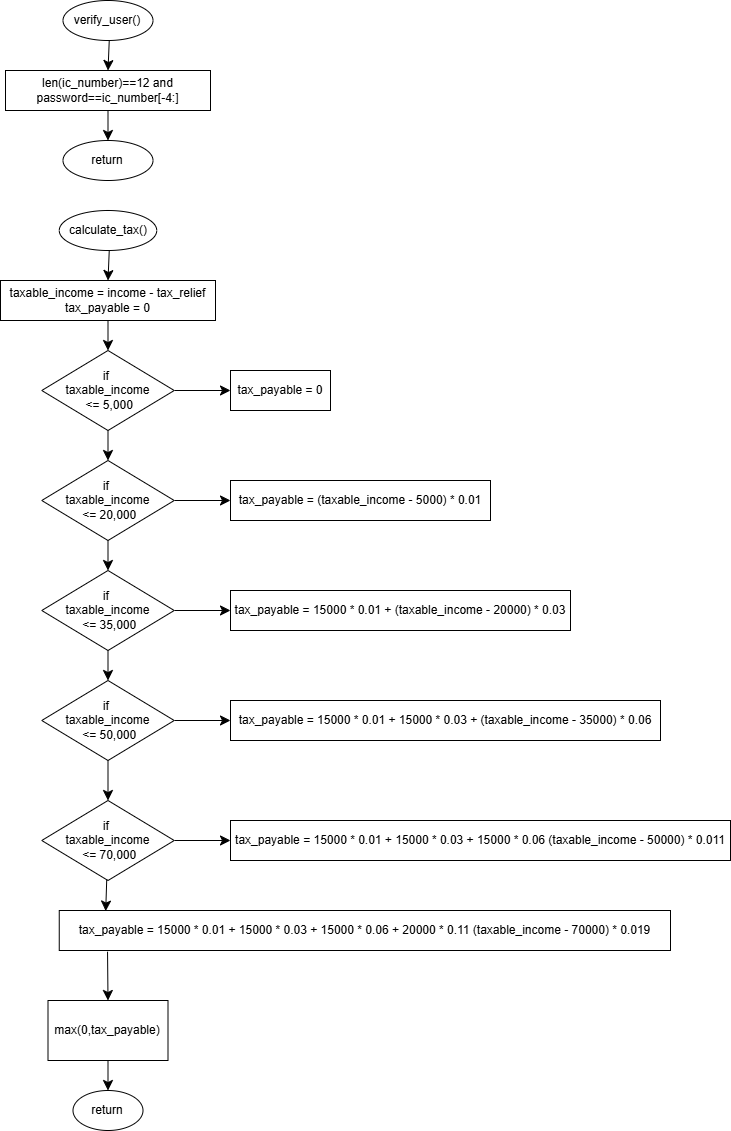 verify_user()
len(ic_number)==12 and
password==ic_number[-4:]
return
calculate_tax()
taxable_income = income - tax_relief
tax_payable = 0
if
taxable_income
<= 5,000
tax_payable = 0
if
taxable_income
<= 20,000
tax_payable = (taxable_income - 5000) * 0.01
if
taxable_income
<= 35,000
tax_payable = 15000 * 0.01 + (taxable_income - 20000) * 0.03
if
taxable_income
<= 50,000
tax_payable = 15000 * 0.01 + 15000 * 0.03 + (taxable_income - 35000) * 0.06
if
taxable_income
<= 70,000
tax_payable = 15000 * 0.01 + 15000 * 0.03 + 15000 * 0.06 (taxable_income - 50000) * 0.011
tax_payable = 15000 * 0.01 + 15000 * 0.03 + 15000 * 0.06 + 20000 * 0.11 (taxable_income - 70000) * 0.019
max(0,tax_payable)
return